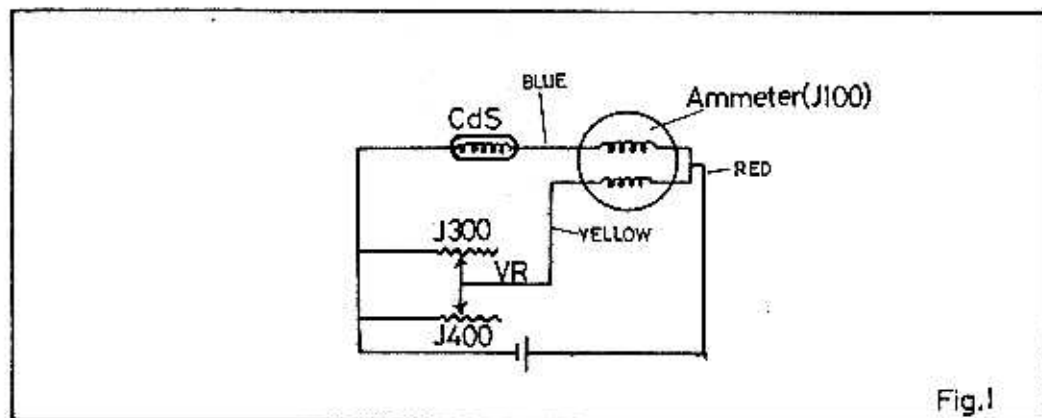 BLUE
Ammeter(J100)
CdS
RED
J300
YELLOW
VR
J400
Fig.1